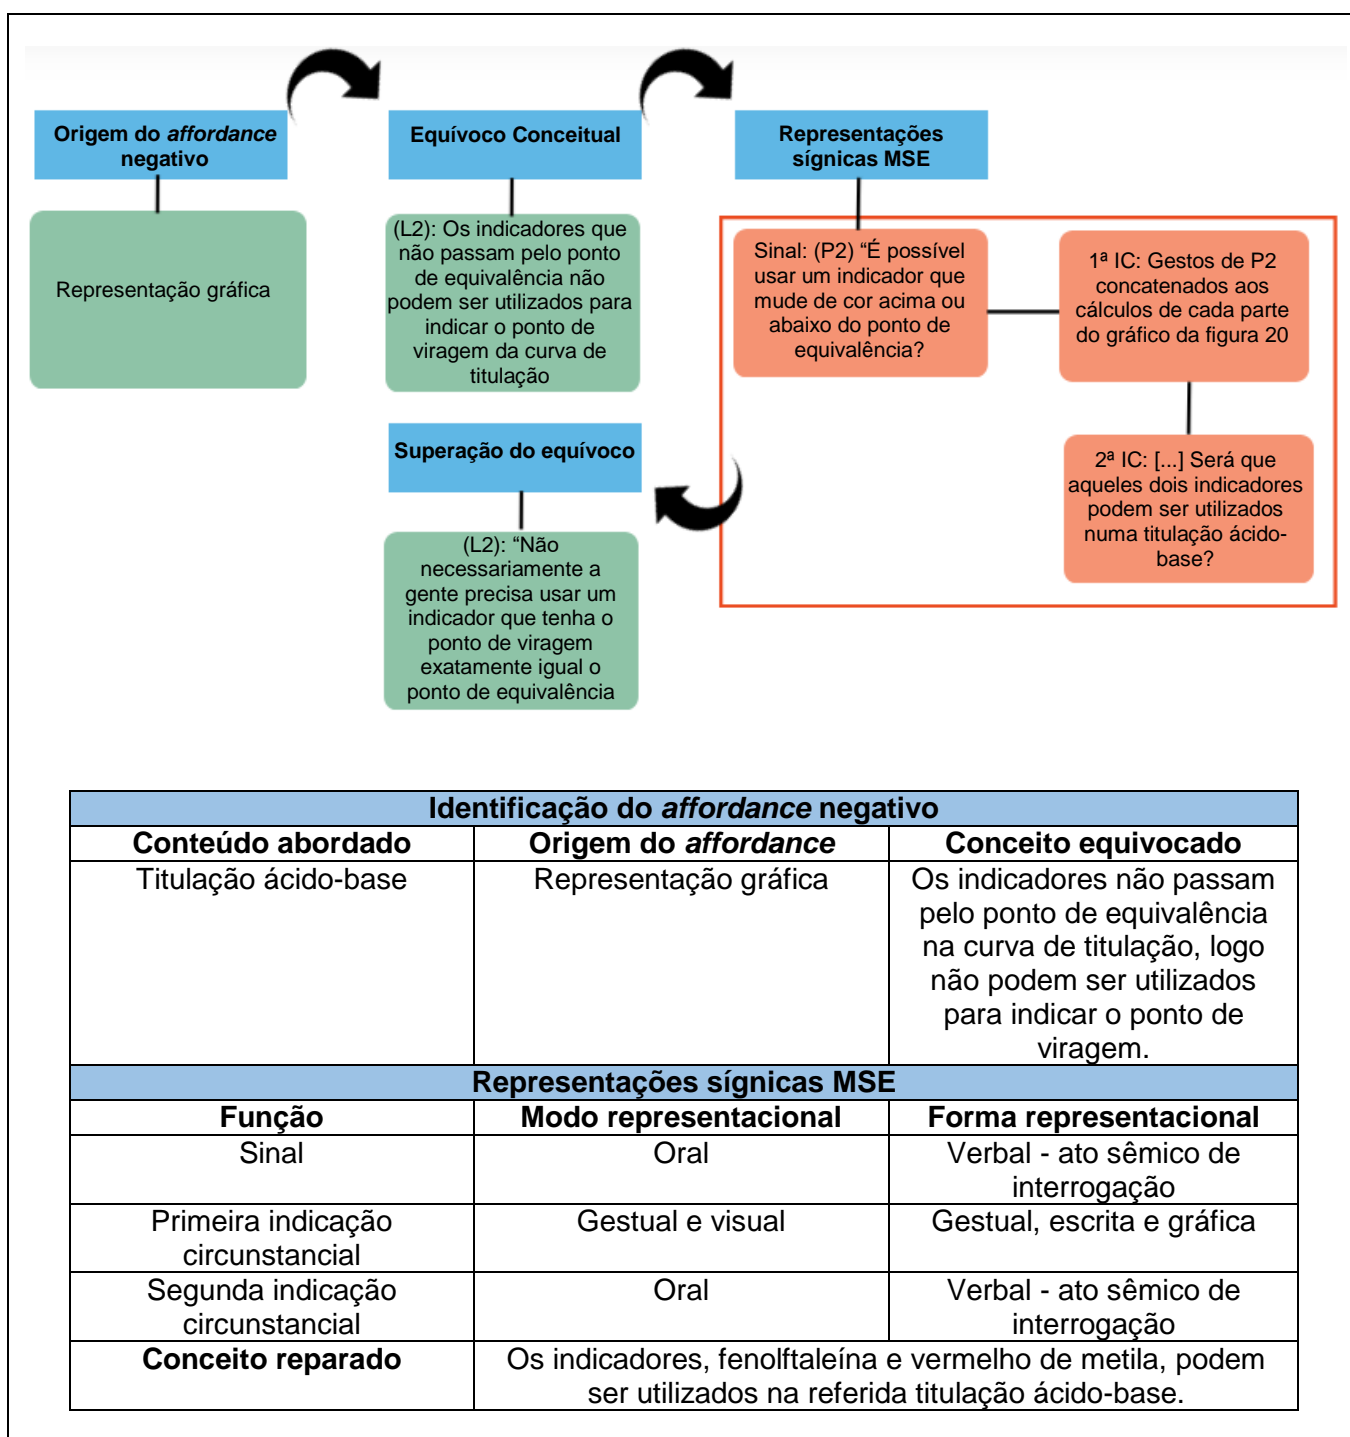 Origem do affordance
negativo
Equívoco Conceitual
Representações
sígnicas MSE
Representação gráfica
(L2): Os indicadores que
não passam pelo ponto
de equivalência não
podem ser utilizados para
indicar o ponto de
viragem da curva de
titulação
Sinal: (P2) “É possível
usar um indicador que
mude de cor acima ou
abaixo do ponto de
equivalência?
1ª IC: Gestos de P2
concatenados aos
cálculos de cada parte
do gráfico da figura 20
2ª IC: [...] Será que
aqueles dois indicadores
podem ser utilizados
numa titulação ácido-
base?
Superação do equívoco
(L2): “Não
necessariamente a
gente precisa usar um
indicador que tenha o
ponto de viragem
exatamente igual o
ponto de equivalência
Identificação do affordance negativo
Conteúdo abordado
Origem do affordance
Conceito equivocado
Titulação ácido-base
Representação gráfica
Os indicadores não passam
pelo ponto de equivalência
na curva de titulação, logo
não podem ser utilizados
para indicar o ponto de
viragem.
Representações sígnicas MSE
Função
Modo representacional
Forma representacional
Sinal
Oral
Verbal - ato sêmico de
interrogação
Primeira indicação
circunstancial
Gestual e visual
Gestual, escrita e gráfica
Segunda indicação
circunstancial
Oral
Verbal - ato sêmico de
interrogação
Conceito reparado
Os indicadores, fenolftaleína e vermelho de metila, podem
ser utilizados na referida titulação ácido-base.